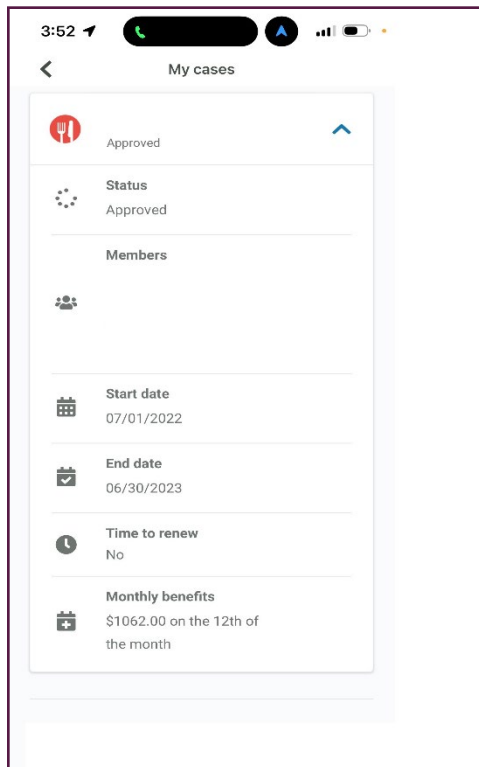 3:52
My cases
Approved
Status
Approved
Members
Start date
07/01/2022
End date
06/30/2023
Time to renew
No
Monthly benefits
$1062.00 on the 12th of
the month